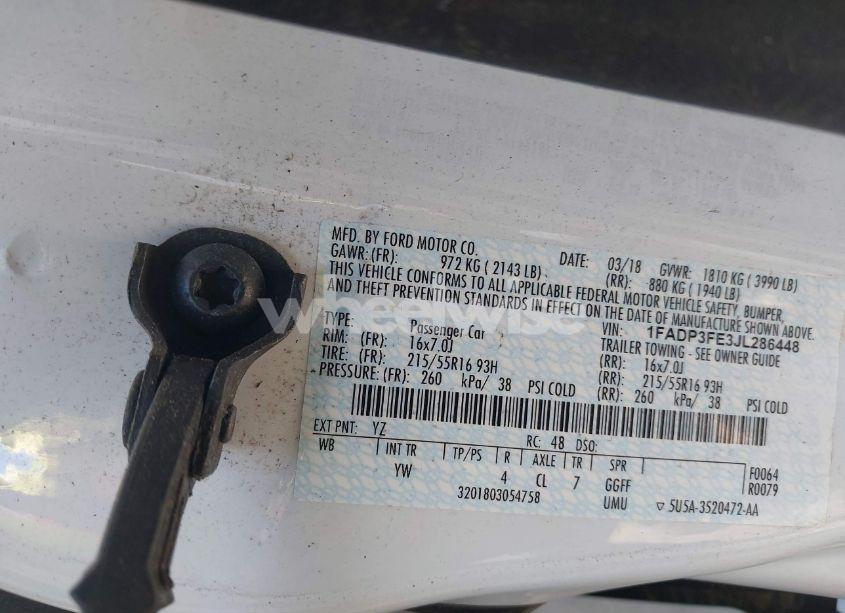 MFD. BY FORD MOTOR CO.
DATE: 03/18 GVWR: 1810 KG ( 3990 LB)
GAWR: (FR): 972 KG ( 2143 LB) (RR): 880 KG ( 1940 LB)
THIS VEHICLE CONFORMS TO ALL APPLICABLE FEDERAL MOTOR VEHICLE SAFETY, BUMPER,
AND THEFT PREVENTION STANDARDS IN EFFECT ON THE DATE OF MANUFACTURE SHOWN ABOVE.
VIN: 1FADP3FE3JL286448
TYPE: Passenger Car TRAILER TOWING - SEE OWNER GUIDE
RIM: (FR): 16x7.0J (RR): 16x7.0J
TIRE: (FR): 215/55R16 93H (RR): 215/55R16 93H
PRESSURE: (FR): 260 kPa/ 38 PSI COLD (RR): 260 kPa/ 38 PSI COLD
EXT PNT: YZ RC: 48 DSO:
WB INT TR TP/PS R AXLE TR SPR F0064
YW 4 CL 7 GGFF R0079
3201803054758 UMU ▽ 5U5A-3520472-AA
wheelwise